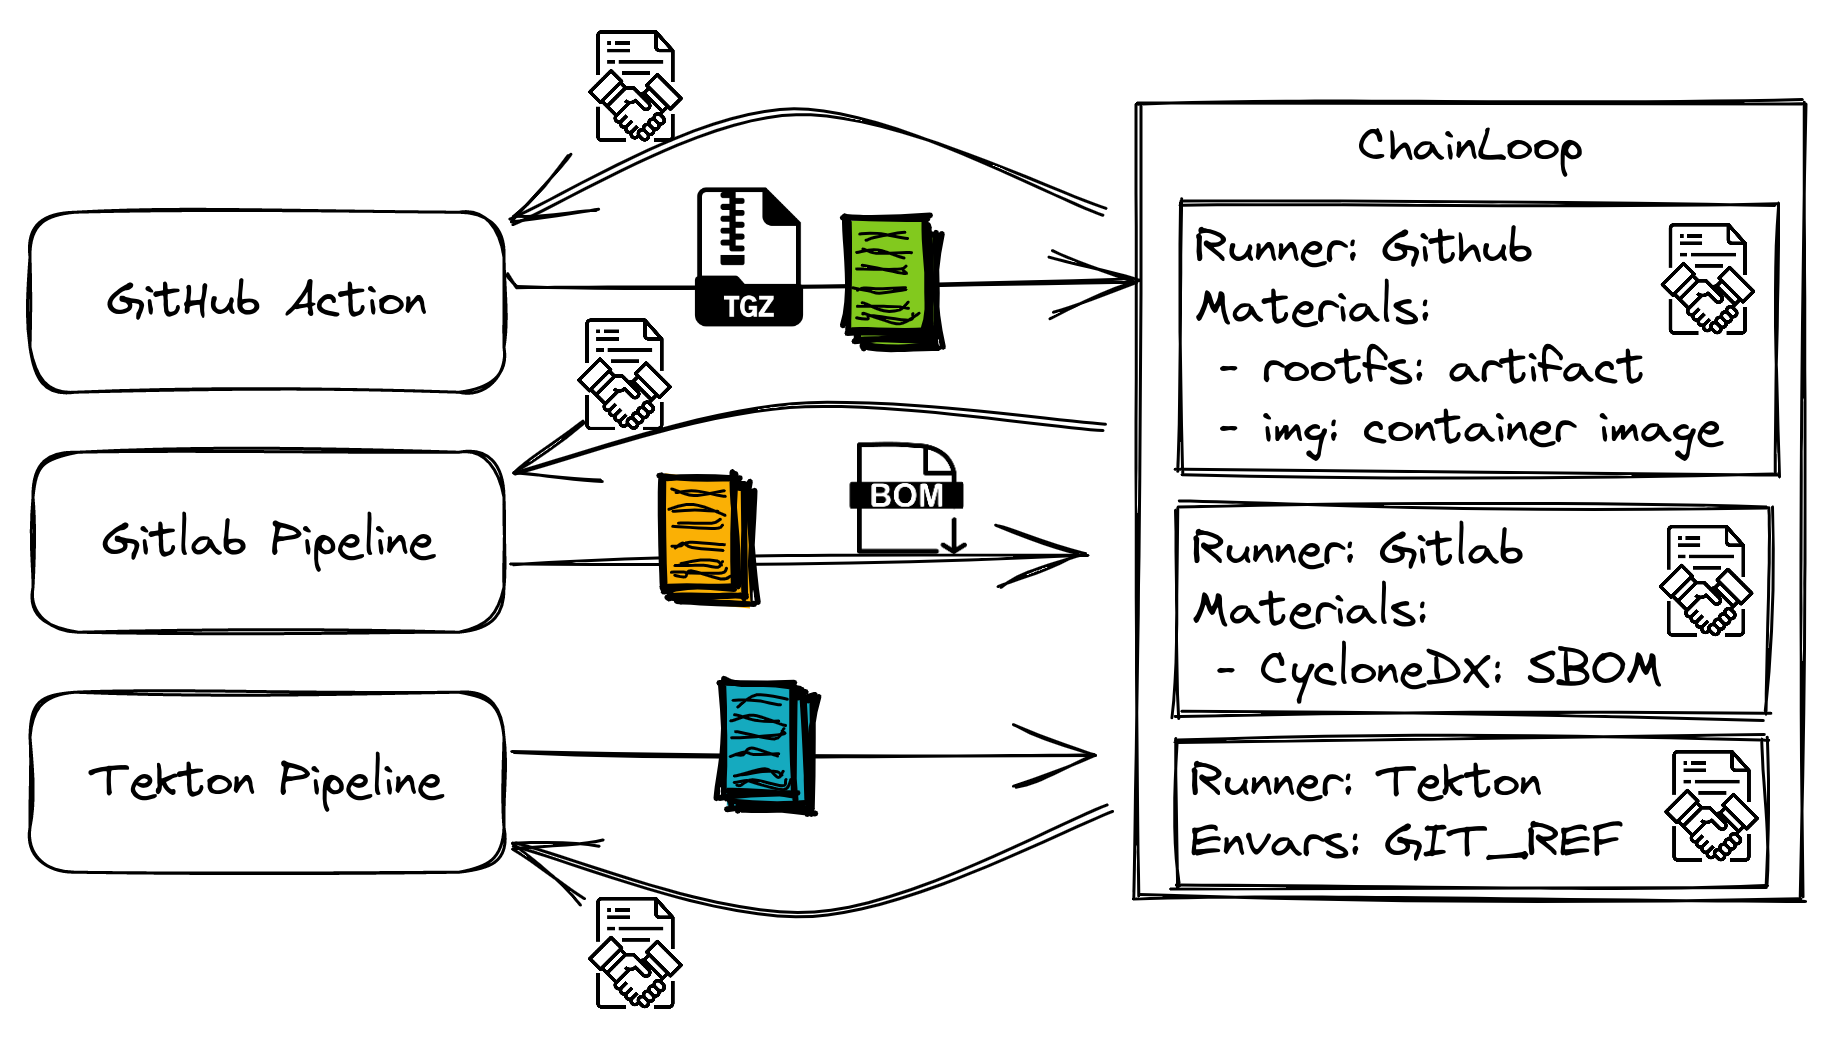 ChainLoop
GitHub Action
TGZ
Runner: Github
Materials:
- rootfs: artifact
- img: container image
Gitlab Pipeline
BOM
Runner: Gitlab
Materials:
- CycloneDX: SBOM
Tekton Pipeline
Runner: Tekton
Envars: GIT_REF